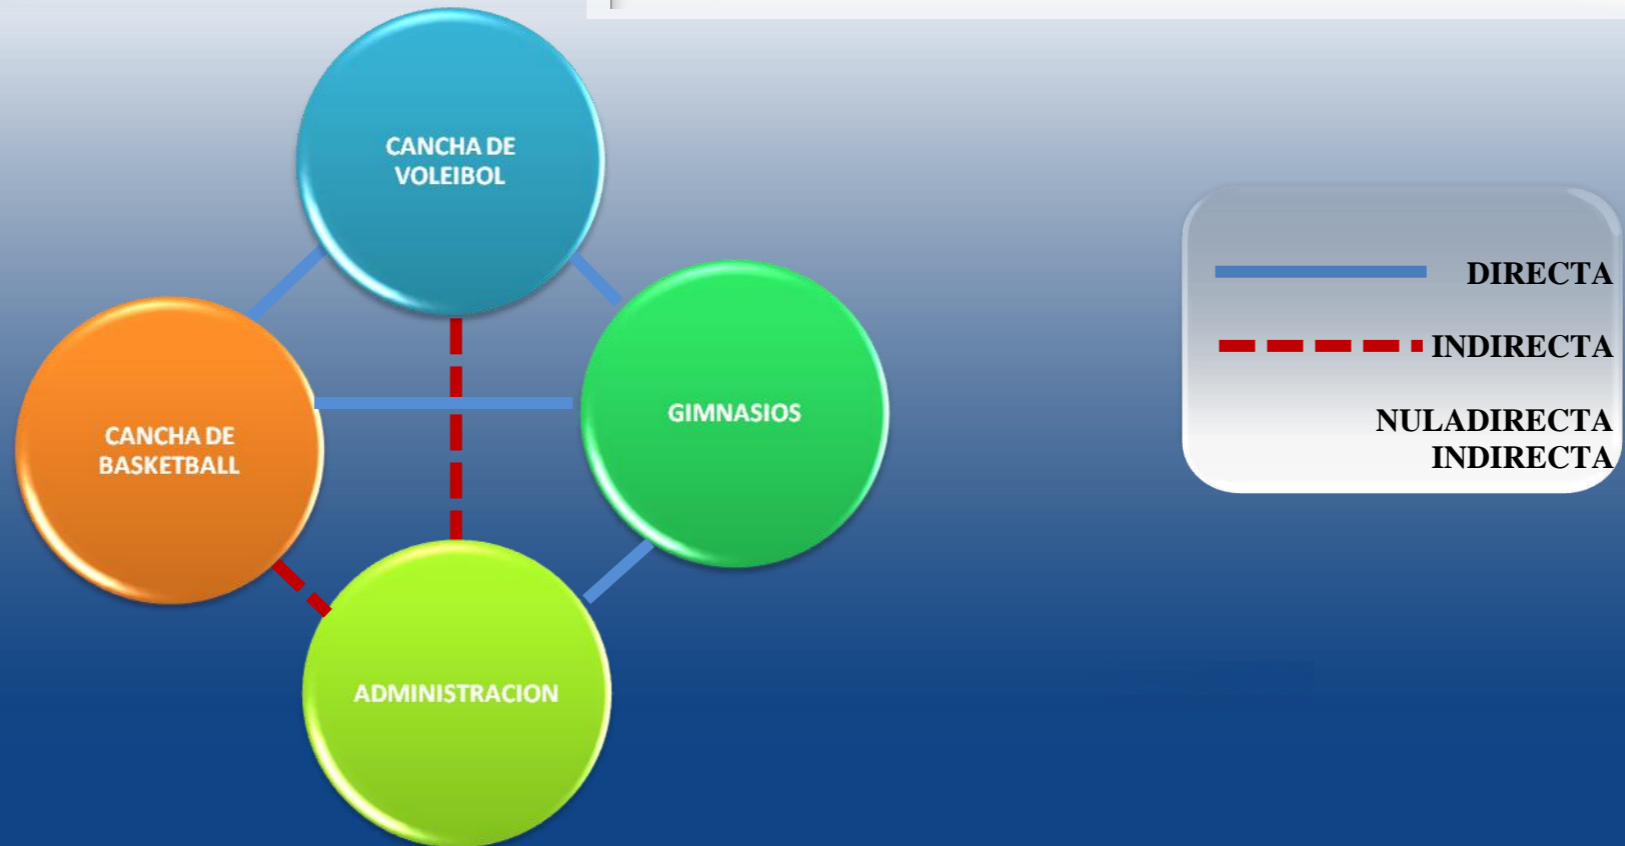 CANCHA DE
VOLEIBOL
CANCHA DE
BASKETBALL
GIMNASIOS
ADMINISTRACION
DIRECTA
INDIRECTA
NULADIRECTA
INDIRECTA